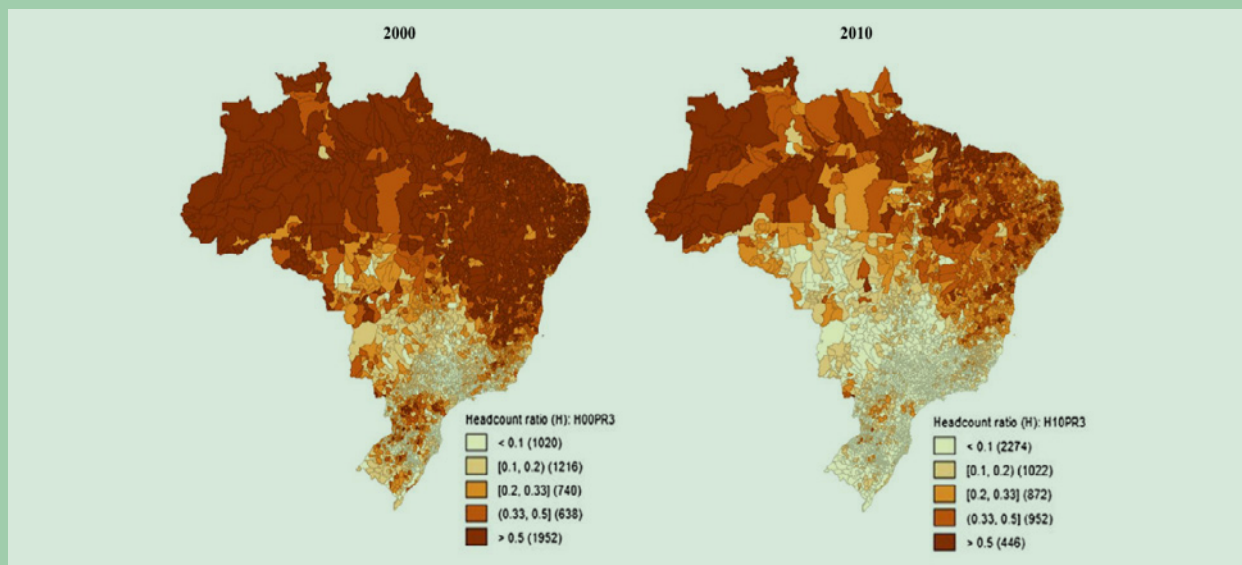 2000
2010
Headcount ratio (H): H00PR3
< 0.1 (1020)
[0.1, 0.2) (1216)
[0.2, 0.33] (740)
(0.33, 0.5] (638)
> 0.5 (1952)
Headcount ratio (H): H10PR3
< 0.1 (2274)
[0.1, 0.2) (1022)
[0.2, 0.33] (872)
(0.33, 0.5] (952)
> 0.5 (446)